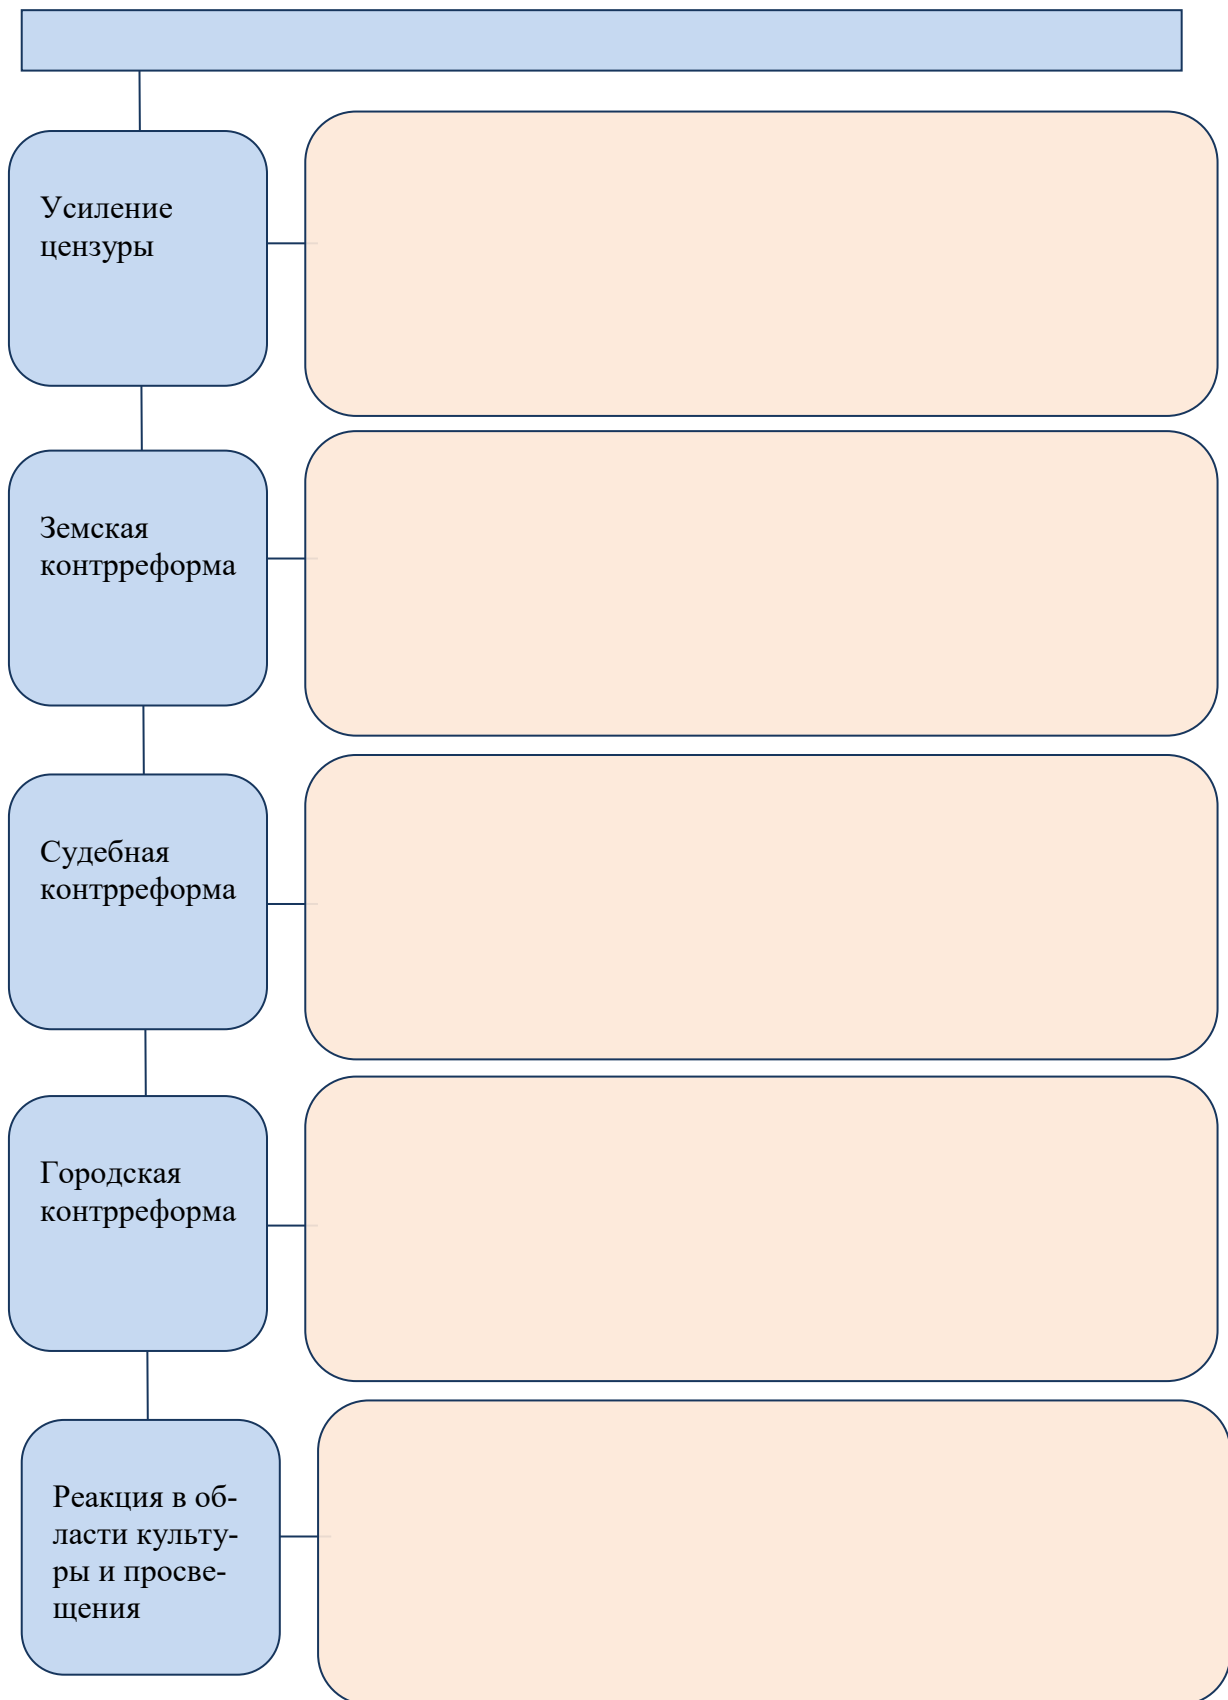 Усиление
цензуры
Земская
контрреформа
Судебная
контрреформа
Городская
контрреформа
Реакция в об-
ласти культу-
ры и просве-
щения